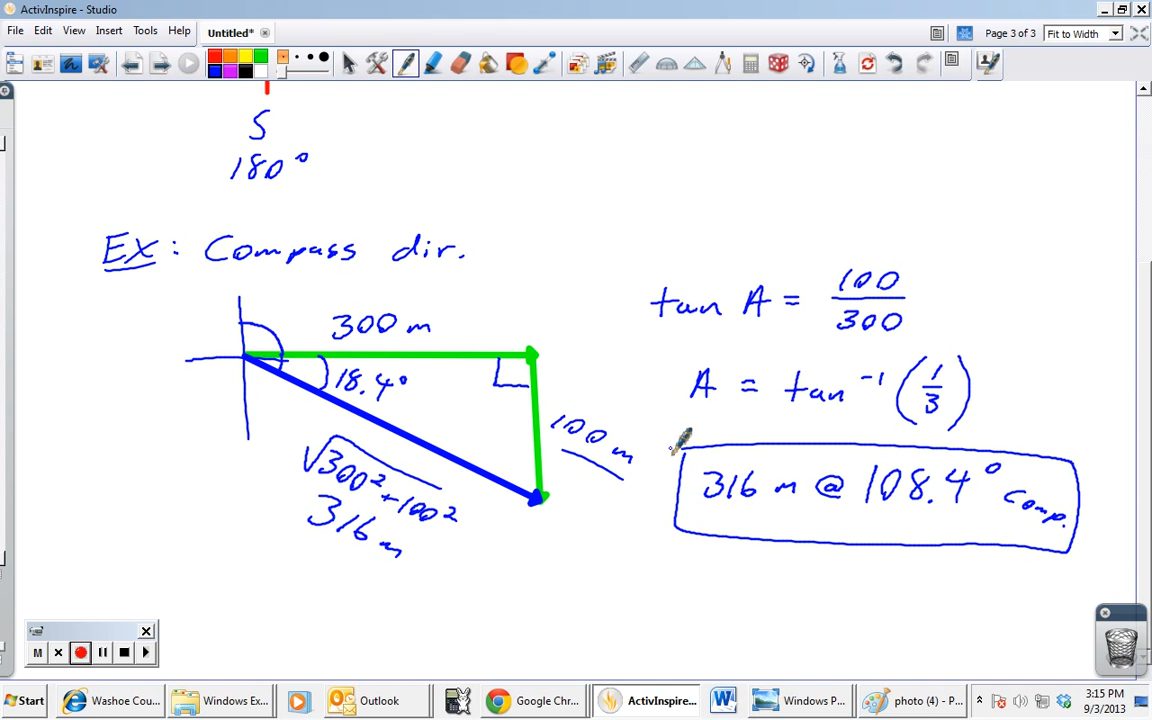 ActivInspire - Studio
File Edit View Insert Tools Help Untitled* Page 3 of 3 Fit to Width
S
180°
EX: Compass dir.
300 m
18.4°
100 m
√300²+100²
316 m
tan A = 100/300
A = tan⁻¹(1/3)
316 m @ 108.4° comp.
M
Start Washoe Cou... Windows Ex... Outlook Google Chr... ActivInspire... Windows P... photo (4) - P...
3:15 PM
9/3/2013